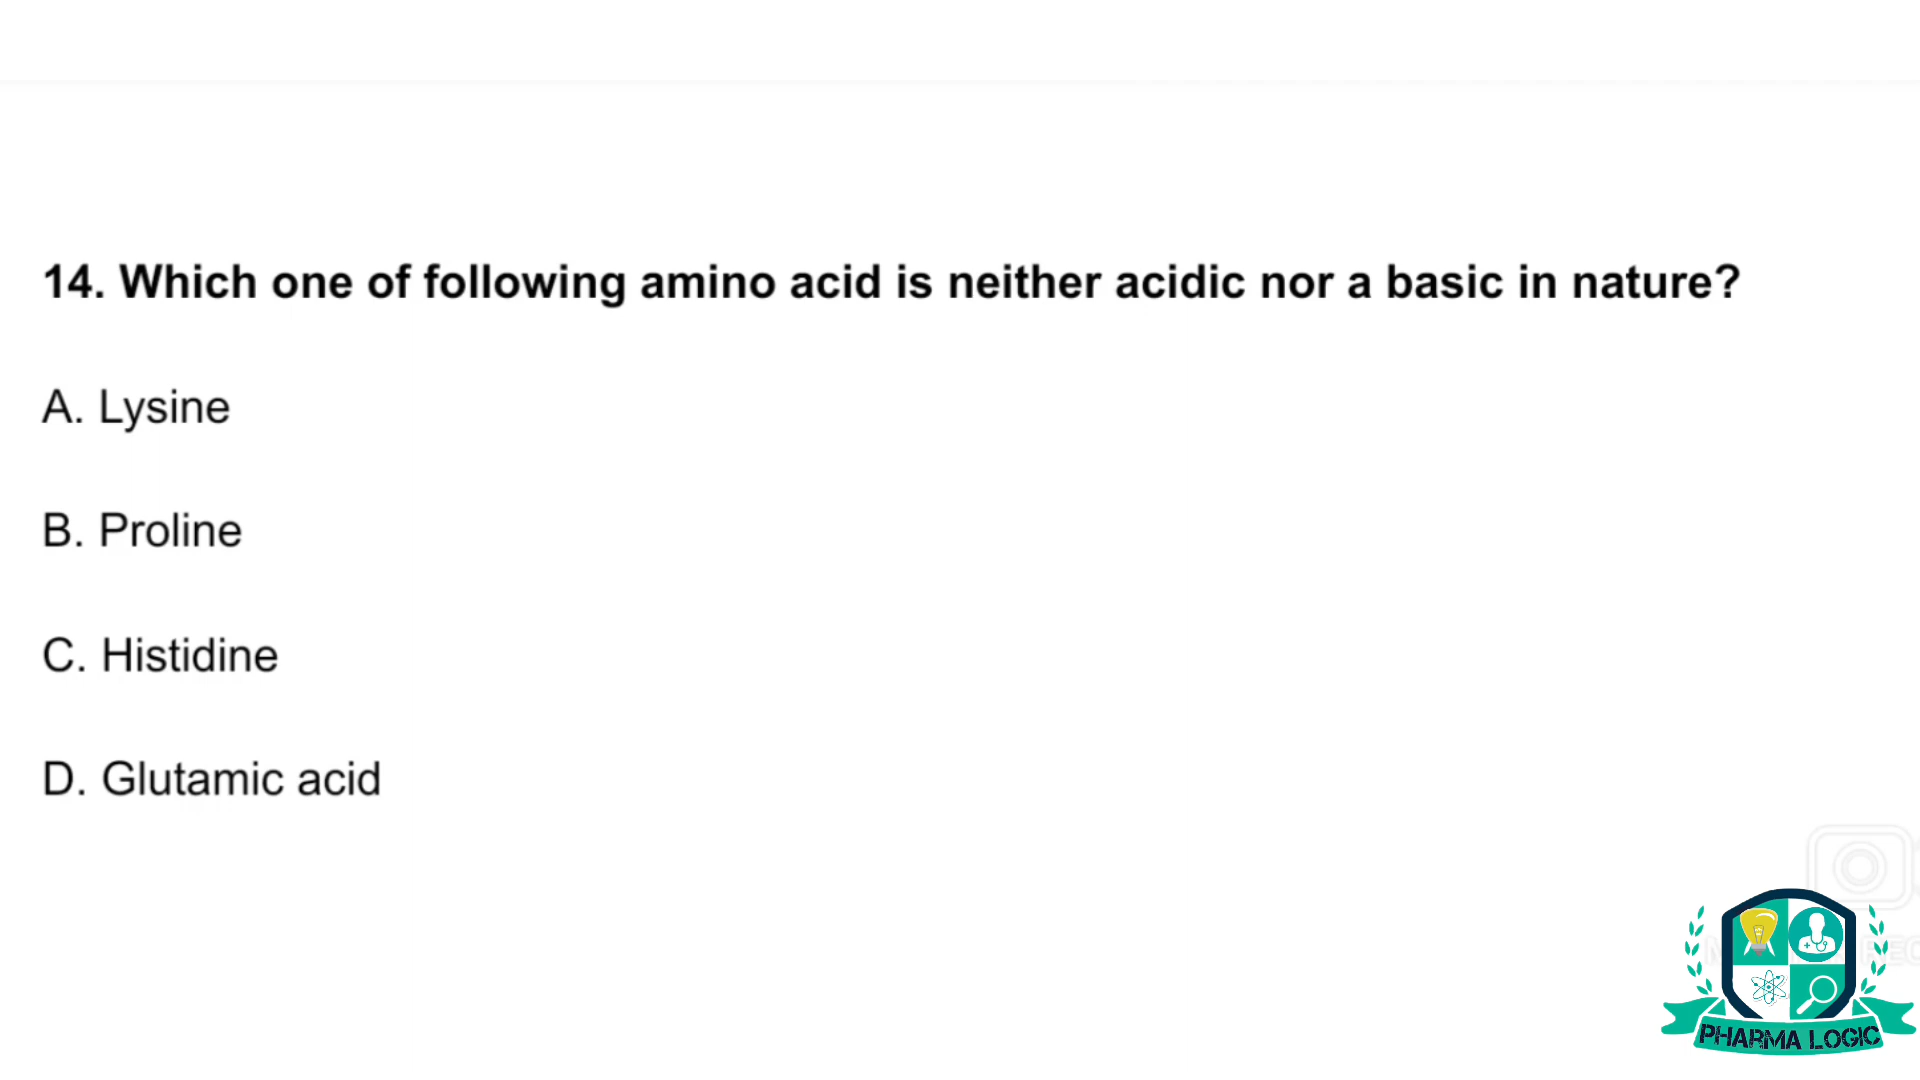 14. Which one of following amino acid is neither acidic nor a basic in nature?
A. Lysine
B. Proline
C. Histidine
D. Glutamic acid
PHARMA LOGIC